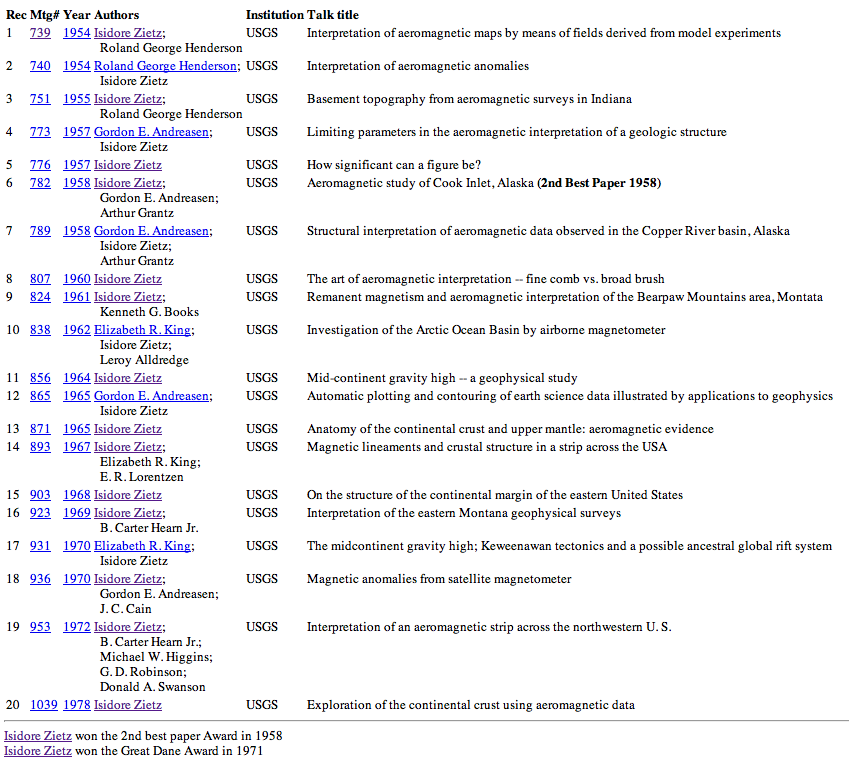 Rec Mtg# Year Authors Institution Talk title
1 739 1954 Isidore Zietz; USGS Interpretation of aeromagnetic maps by means of fields derived from model experiments
Roland George Henderson
2 740 1954 Roland George Henderson; USGS Interpretation of aeromagnetic anomalies
Isidore Zietz
3 751 1955 Isidore Zietz; USGS Basement topography from aeromagnetic surveys in Indiana
Roland George Henderson
4 773 1957 Gordon E. Andreasen; USGS Limiting parameters in the aeromagnetic interpretation of a geologic structure
Isidore Zietz
5 776 1957 Isidore Zietz USGS How significant can a figure be?
6 782 1958 Isidore Zietz; USGS Aeromagnetic study of Cook Inlet, Alaska (2nd Best Paper 1958)
Gordon E. Andreasen;
Arthur Grantz
7 789 1958 Gordon E. Andreasen; USGS Structural interpretation of aeromagnetic data observed in the Copper River basin, Alaska
Isidore Zietz;
Arthur Grantz
8 807 1960 Isidore Zietz USGS The art of aeromagnetic interpretation -- fine comb vs. broad brush
9 824 1961 Isidore Zietz; USGS Remanent magnetism and aeromagnetic interpretation of the Bearpaw Mountains area, Montata
Kenneth G. Books
10 838 1962 Elizabeth R. King; USGS Investigation of the Arctic Ocean Basin by airborne magnetometer
Isidore Zietz;
Leroy Alldredge
11 856 1964 Isidore Zietz USGS Mid-continent gravity high -- a geophysical study
12 865 1965 Gordon E. Andreasen; USGS Automatic plotting and contouring of earth science data illustrated by applications to geophysics
Isidore Zietz
13 871 1965 Isidore Zietz USGS Anatomy of the continental crust and upper mantle: aeromagnetic evidence
14 893 1967 Isidore Zietz; USGS Magnetic lineaments and crustal structure in a strip across the USA
Elizabeth R. King;
E. R. Lorentzen
15 903 1968 Isidore Zietz USGS On the structure of the continental margin of the eastern United States
16 923 1969 Isidore Zietz; USGS Interpretation of the eastern Montana geophysical surveys
B. Carter Hearn Jr.
17 931 1970 Elizabeth R. King; USGS The midcontinent gravity high; Keweenawan tectonics and a possible ancestral global rift system
Isidore Zietz
18 936 1970 Isidore Zietz; USGS Magnetic anomalies from satellite magnetometer
Gordon E. Andreasen;
J. C. Cain
19 953 1972 Isidore Zietz; USGS Interpretation of an aeromagnetic strip across the northwestern U. S.
B. Carter Hearn Jr.;
Michael W. Higgins;
G. D. Robinson;
Donald A. Swanson
20 1039 1978 Isidore Zietz USGS Exploration of the continental crust using aeromagnetic data
Isidore Zietz won the 2nd best paper Award in 1958
Isidore Zietz won the Great Dane Award in 1971